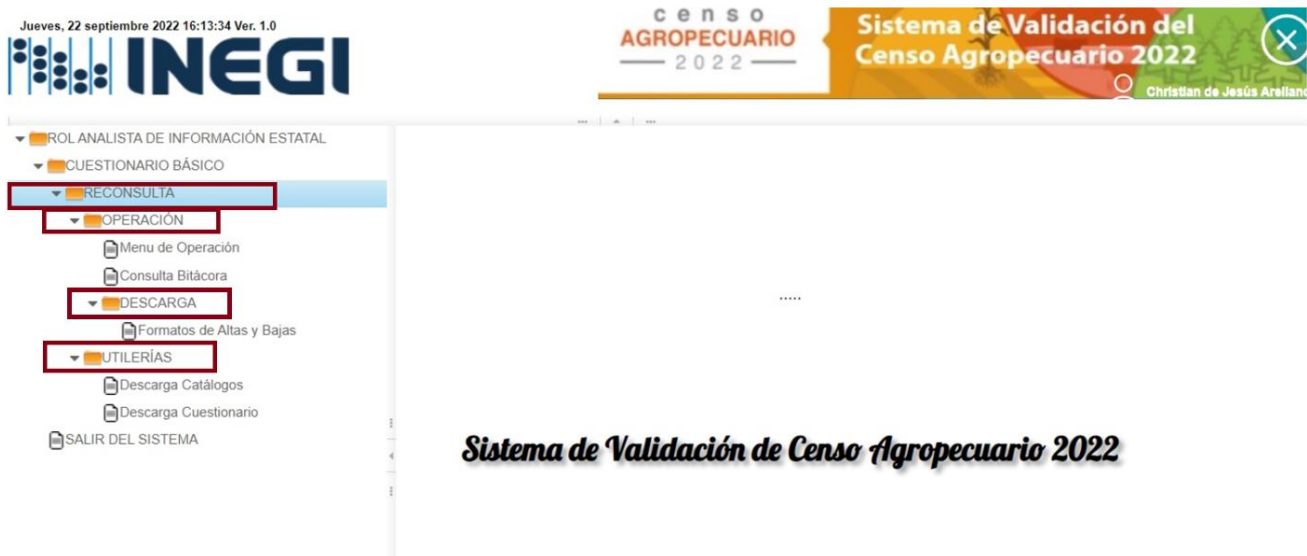 Jueves, 22 septiembre 2022 16:13:34 Ver. 1.0
INEGI
censo
AGROPECUARIO
2022
Sistema de Validación del
Censo Agropecuario 2022
Christian de Jesús Arellano
ROL ANALISTA DE INFORMACIÓN ESTATAL
CUESTIONARIO BÁSICO
RECONSULTA
OPERACIÓN
Menu de Operación
Consulta Bitácora
DESCARGA
Formatos de Altas y Bajas
UTILERÍAS
Descarga Catálogos
Descarga Cuestionario
SALIR DEL SISTEMA
.....
Sistema de Validación de Censo Agropecuario 2022